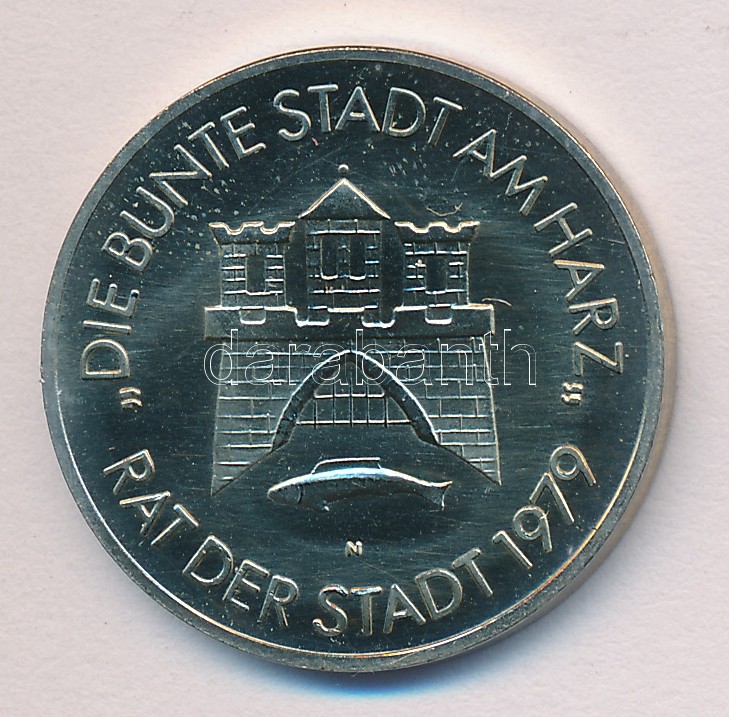 „DIE BUNTE STADT AM HARZ“
RAT DER STADT 1979
N
darabanth